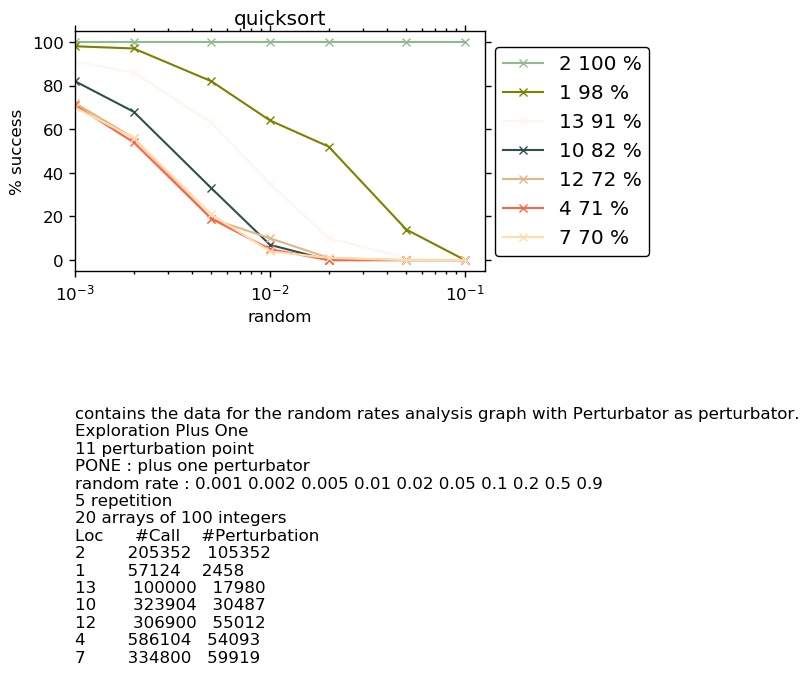 quicksort
100
80
60
40
20
0
% success
10⁻³ 10⁻² 10⁻¹
random
2 100 %
1 98 %
13 91 %
10 82 %
12 72 %
4 71 %
7 70 %
contains the data for the random rates analysis graph with Perturbator as perturbator.
Exploration Plus One
11 perturbation point
PONE : plus one perturbator
random rate : 0.001 0.002 0.005 0.01 0.02 0.05 0.1 0.2 0.5 0.9
5 repetition
20 arrays of 100 integers
Loc #Call #Perturbation
2 205352 105352
1 57124 2458
13 100000 17980
10 323904 30487
12 306900 55012
4 586104 54093
7 334800 59919